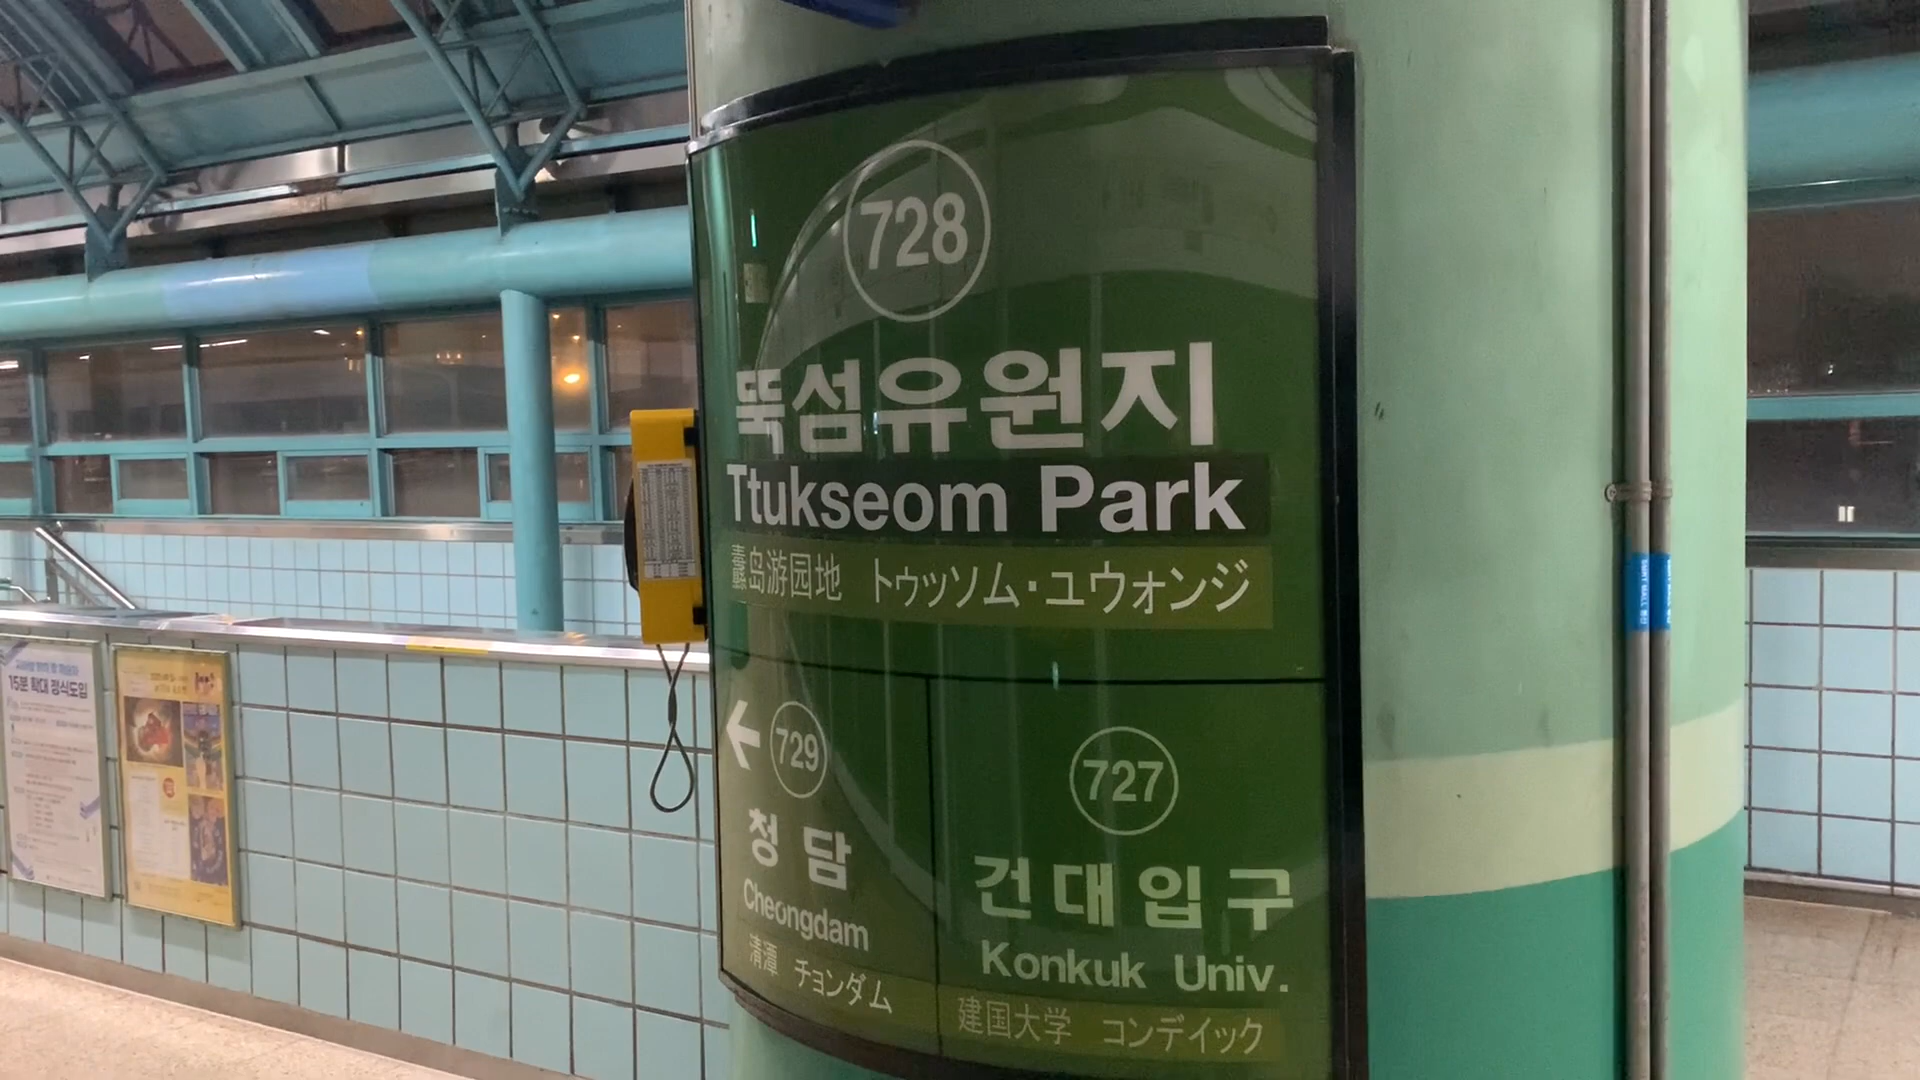 728
뚝섬유원지
Ttukseom Park
纛岛游园地 トゥッソム·ユウォンジ
← 729
청담
Cheongdam
清潭 チョンダム
727
건대입구
Konkuk Univ.
建国大学 コンデイック
15분 확대 정식도입